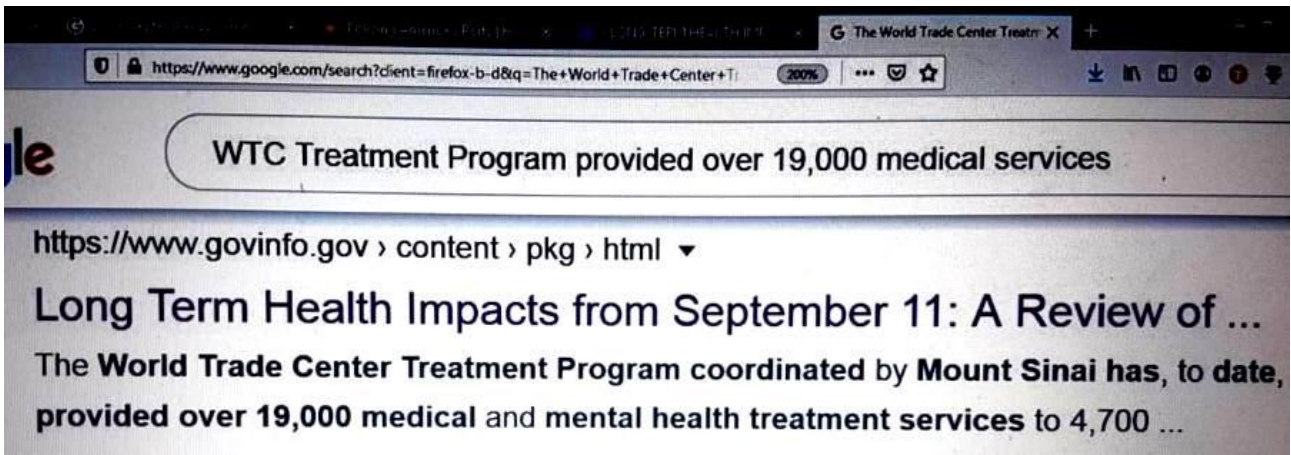 The World Trade Center Treatm
https://www.google.com/search?client=firefox-b-d&q=The+World+Trade+Center+T
200%
le
WTC Treatment Program provided over 19,000 medical services
https://www.govinfo.gov › content › pkg › html
Long Term Health Impacts from September 11: A Review of ...
The World Trade Center Treatment Program coordinated by Mount Sinai has, to date,
provided over 19,000 medical and mental health treatment services to 4,700 ...